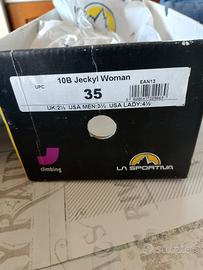 10B Jeckyl Woman
UPC
35
EAN13
UK:2½ USA MEN:3½ USA LADY:4½
climbing
LA SPORTIVA